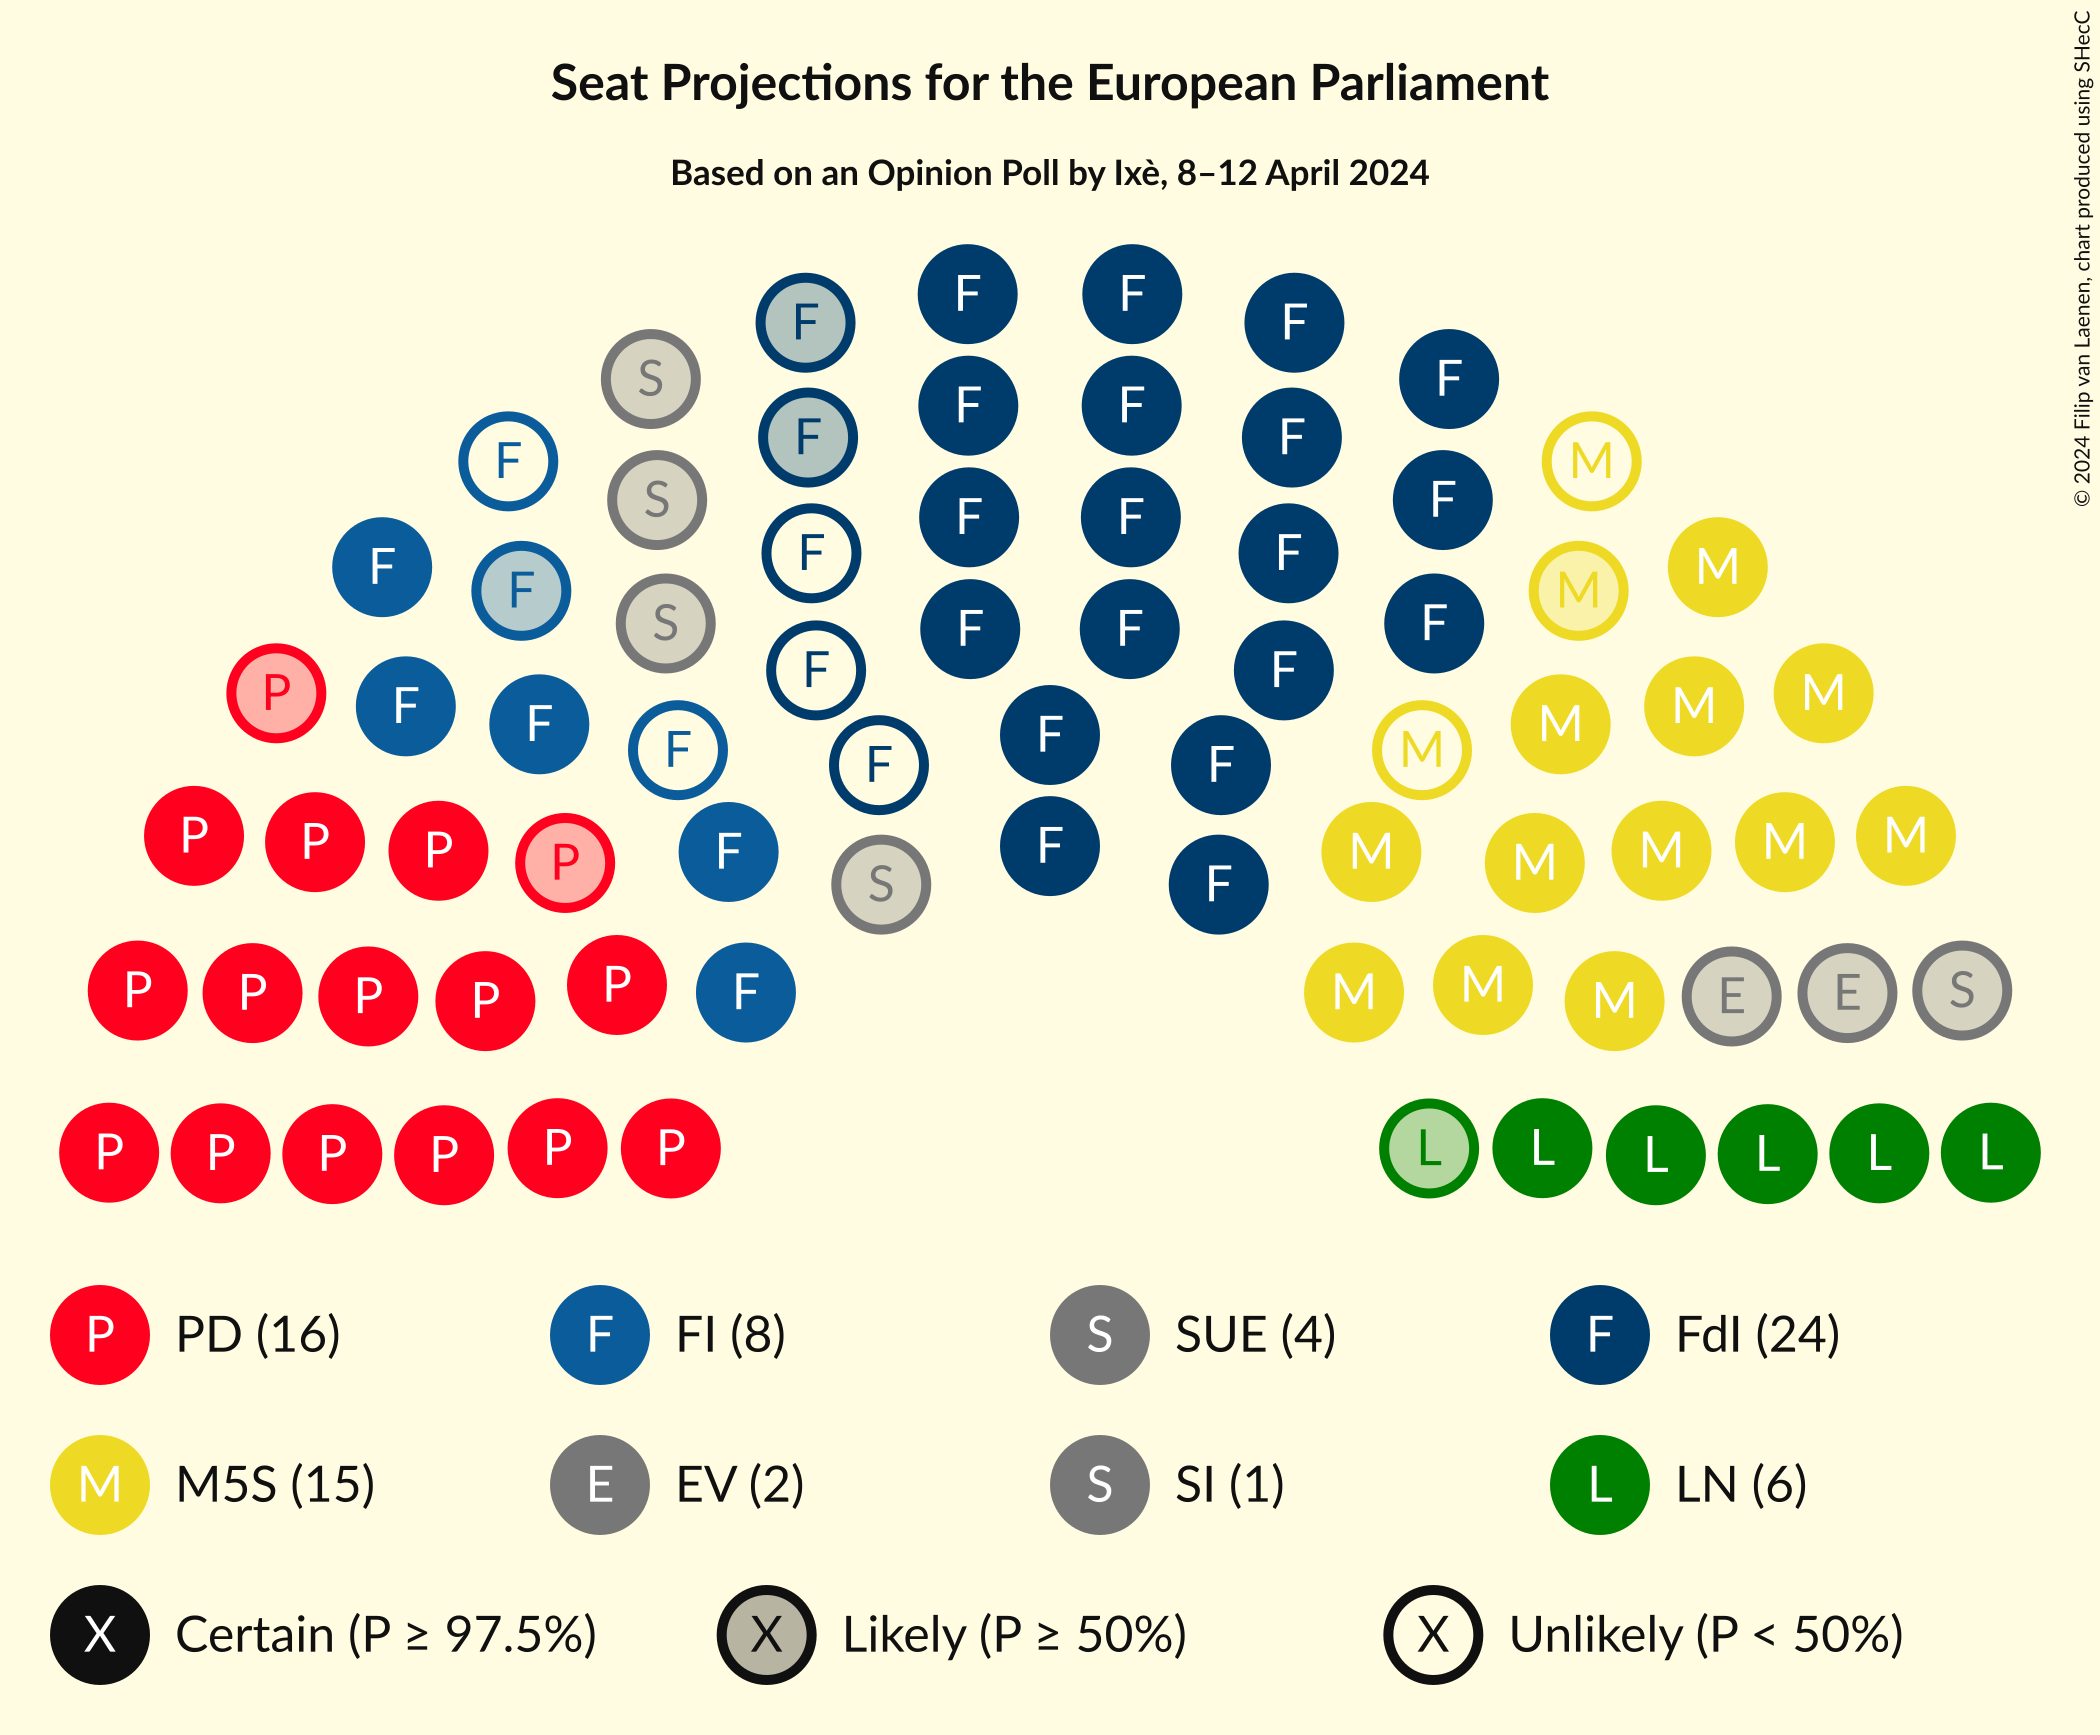 Seat Projections for the European Parliament
Based on an Opinion Poll by Ixè, 8–12 April 2024
© 2024 Filip van Laenen, chart produced using SHecC
F F
F F
S F
F F
F F
S F
F M
S F F F
F F
F F
F M
F M
S F
F F
P M
F M
F M
F M
F F
F
P M
P M
P M
F M
P M
S F
P S
P E
P E
P M
P M
F M
P P P P P P L L L L L L
P PD (16) F FI (8) S SUE (4) F FdI (24)
M M5S (15) E EV (2) S SI (1) L LN (6)
X Certain (P ≥ 97.5%) X Likely (P ≥ 50%) X Unlikely (P < 50%)